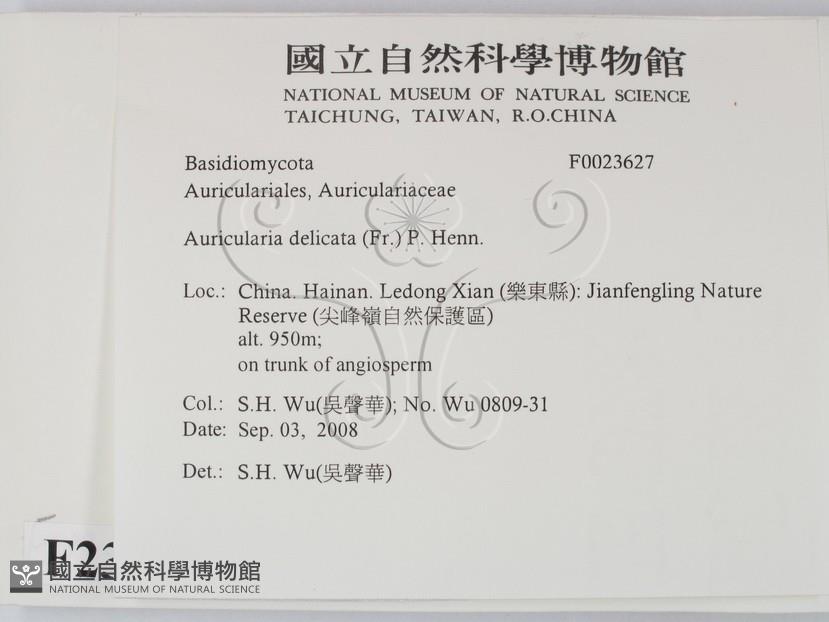 國立自然科學博物館
NATIONAL MUSEUM OF NATURAL SCIENCE
TAICHUNG, TAIWAN, R.O.CHINA
Basidiomycota F0023627
Auriculariales, Auriculariaceae
Auricularia delicata (Fr.) P. Henn.
Loc.: China. Hainan. Ledong Xian (樂東縣): Jianfengling Nature
Reserve (尖峰嶺自然保護區)
alt. 950m;
on trunk of angiosperm
Col.: S.H. Wu(吳聲華); No. Wu 0809-31
Date: Sep. 03, 2008
Det.: S.H. Wu(吳聲華)
國立自然科學博物館
NATIONAL MUSEUM OF NATURAL SCIENCE